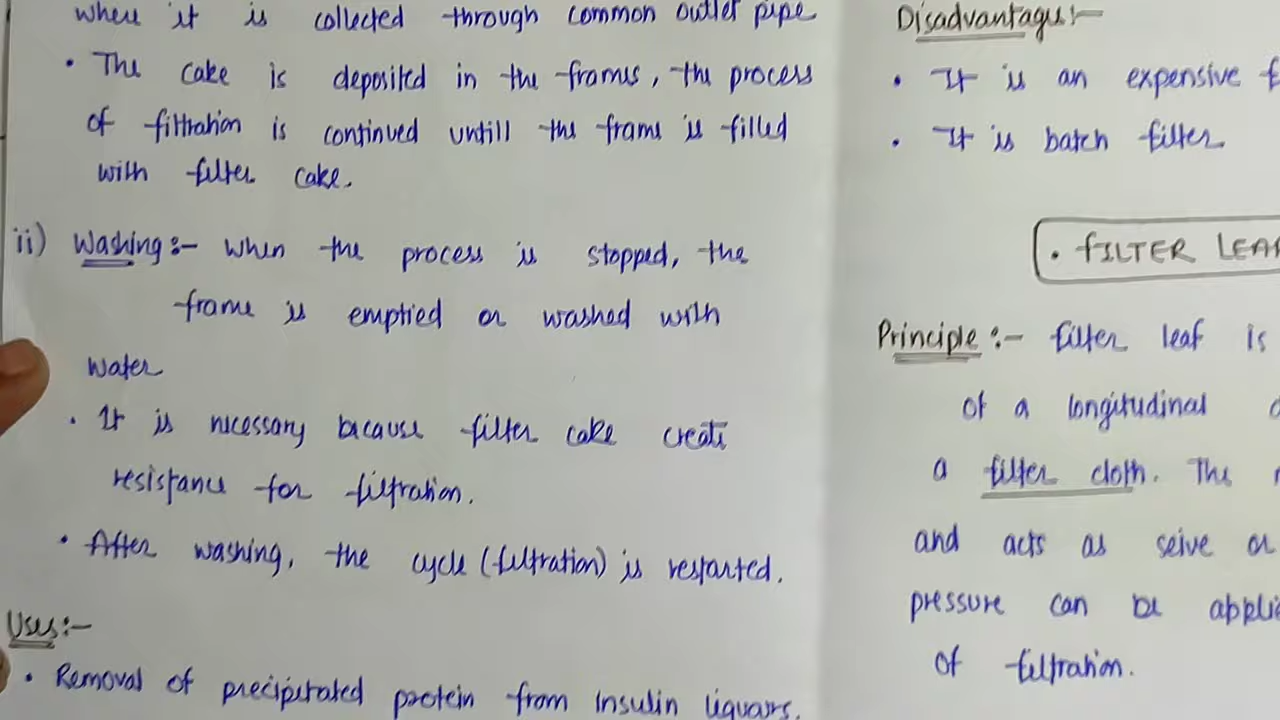 where it is collected through common outlet pipe
• The cake is deposited in the frames, the process
of filtration is continued untill the frame is filled
with filter cake.
ii) Washing :- when the process is stopped, the
frame is emptied or washed with
water
• It is necessary because filter cake create
resistance for filtration.
• After washing, the cycle (filtration) is restarted.
Uses :-
• Removal of precipitated protein from insulin liquars.
Disadvantages :-
• It is an expensive
• It is batch filter
• FILTER LEAF
Principle :- filter leaf is
of a longitudinal
a filter cloth. The
and acts as seive or
pressure can be
of filtration.